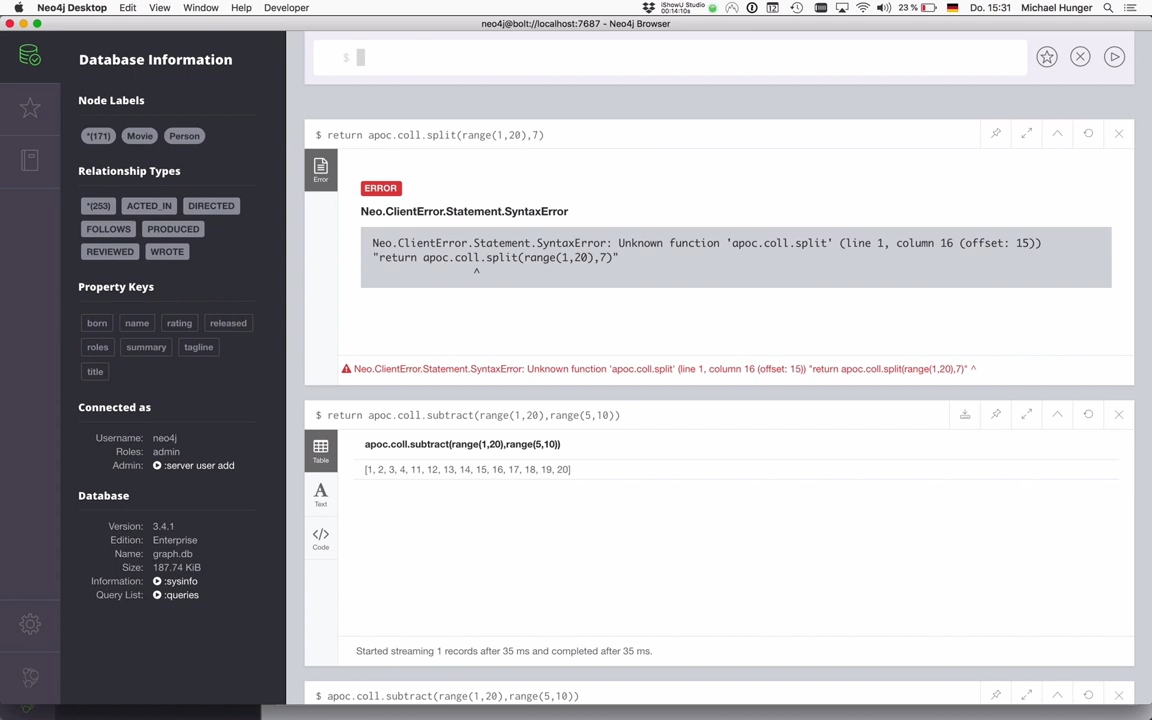 Neo4j Desktop Edit View Window Help Developer
iShowU Studio
00:14:10s
12
23 %
Do. 15:31 Michael Hunger
neo4j@bolt://localhost:7687 - Neo4j Browser
Database Information
Node Labels
*(171) Movie Person
Relationship Types
*(253) ACTED_IN DIRECTED
FOLLOWS PRODUCED
REVIEWED WROTE
Property Keys
born name rating released
roles summary tagline
title
Connected as
Username: neo4j
Roles: admin
Admin: :server user add
Database
Version: 3.4.1
Edition: Enterprise
Name: graph.db
Size: 187.74 KiB
Information: :sysinfo
Query List: :queries
$
$ return apoc.coll.split(range(1,20),7)
Error
ERROR
Neo.ClientError.Statement.SyntaxError
Neo.ClientError.Statement.SyntaxError: Unknown function 'apoc.coll.split' (line 1, column 16 (offset: 15))
"return apoc.coll.split(range(1,20),7)"
^
Neo.ClientError.Statement.SyntaxError: Unknown function 'apoc.coll.split' (line 1, column 16 (offset: 15)) "return apoc.coll.split(range(1,20),7)" ^
$ return apoc.coll.subtract(range(1,20),range(5,10))
Table
Text
Code
apoc.coll.subtract(range(1,20),range(5,10))
[1, 2, 3, 4, 11, 12, 13, 14, 15, 16, 17, 18, 19, 20]
Started streaming 1 records after 35 ms and completed after 35 ms.
$ apoc.coll.subtract(range(1,20),range(5,10))